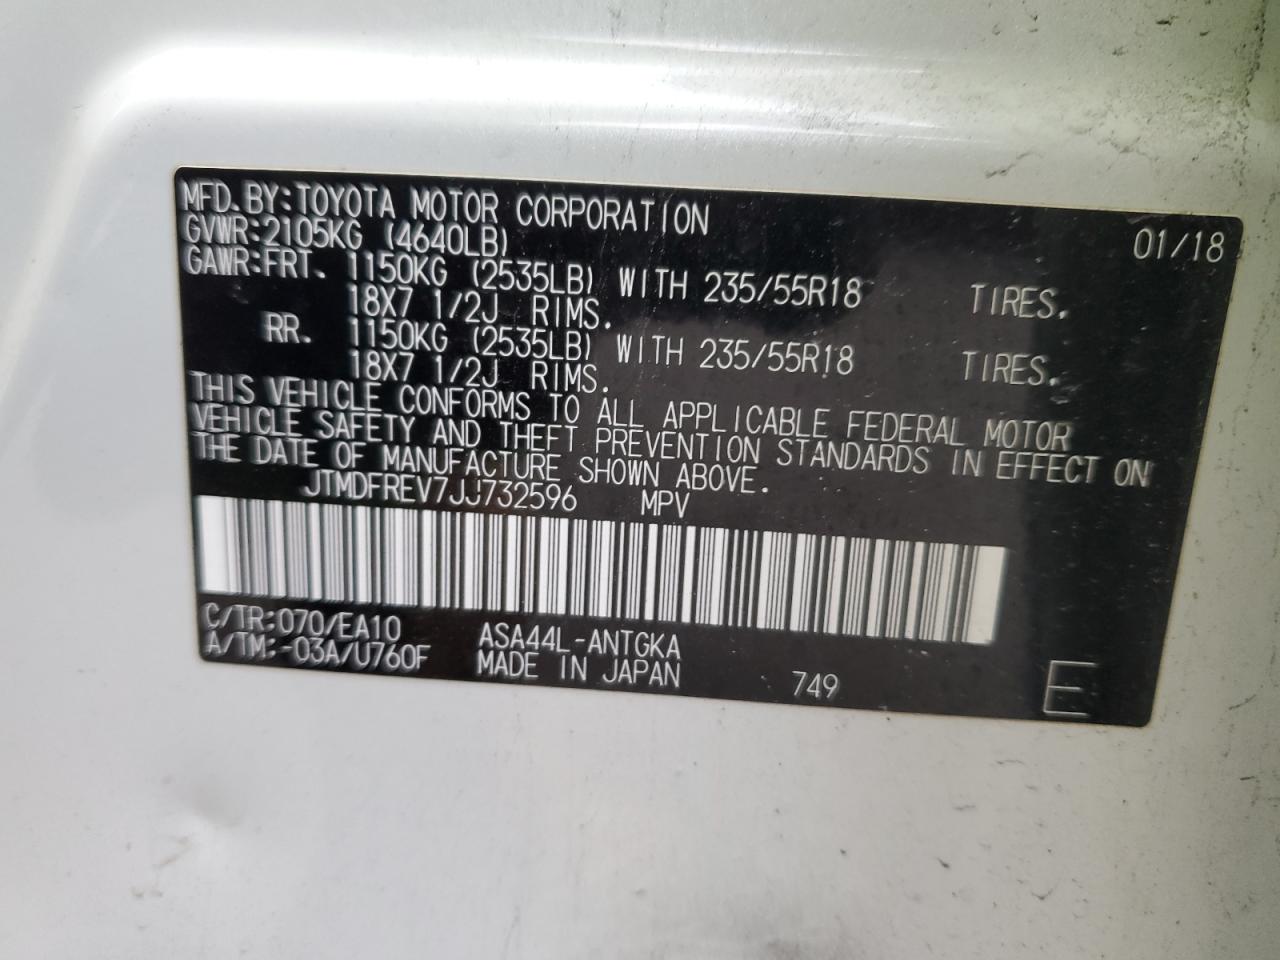 MFD.BY:TOYOTA MOTOR CORPORATION 01/18
GVWR:2105KG (4640LB)
GAWR:FRT. 1150KG (2535LB) WITH 235/55R18 TIRES.
18X7 1/2J RIMS.
RR. 1150KG (2535LB) WITH 235/55R18 TIRES.
18X7 1/2J RIMS.
THIS VEHICLE CONFORMS TO ALL APPLICABLE FEDERAL MOTOR
VEHICLE SAFETY AND THEFT PREVENTION STANDARDS IN EFFECT ON
THE DATE OF MANUFACTURE SHOWN ABOVE.
JTMDFREV7JJ732596 MPV
C/TR:070/EA10 ASA44L-ANTGKA
A/TM:-03A/U760F MADE IN JAPAN 749 E